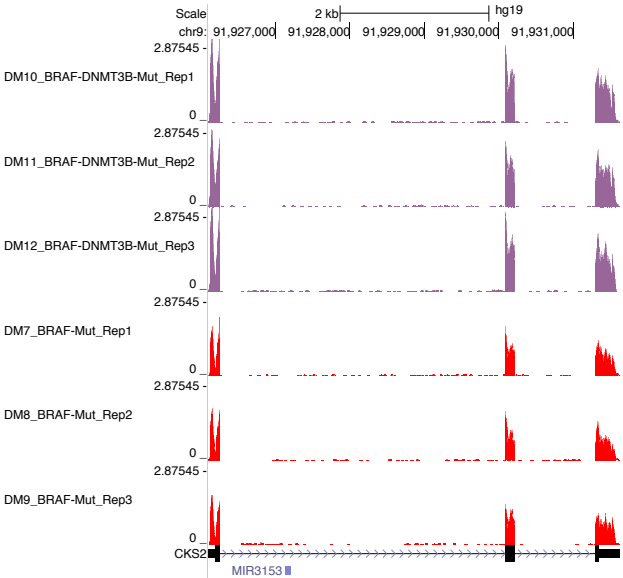 Scale 2 kb hg19
chr9: 91,927,000 91,928,000 91,929,000 91,930,000 91,931,000
2.87545
DM10_BRAF-DNMT3B-Mut_Rep1
0
2.87545
DM11_BRAF-DNMT3B-Mut_Rep2
0
2.87545
DM12_BRAF-DNMT3B-Mut_Rep3
0
2.87545
DM7_BRAF-Mut_Rep1
0
2.87545
DM8_BRAF-Mut_Rep2
0
2.87545
DM9_BRAF-Mut_Rep3
0
CKS2
MIR3153